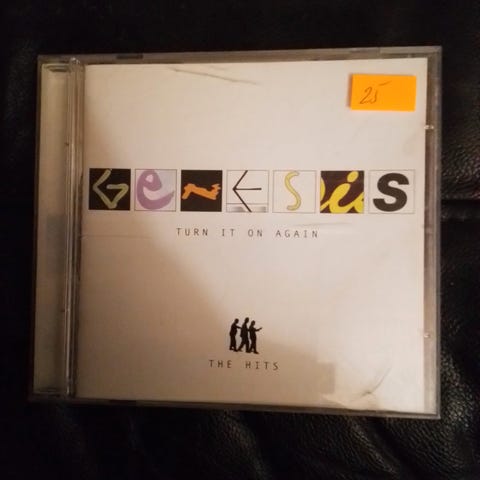 25
GENESiS
TURN IT ON AGAIN
THE HITS